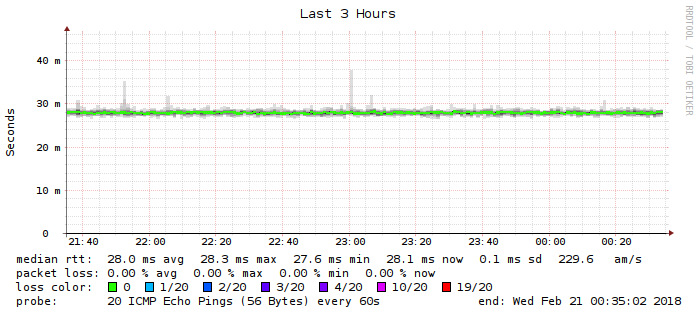 Last 3 Hours
RRDTOOL / TOBI OETIKER
Seconds
40 m
30 m
20 m
10 m
0
21:40 22:00 22:20 22:40 23:00 23:20 23:40 00:00 00:20
median rtt: 28.0 ms avg 28.3 ms max 27.6 ms min 28.1 ms now 0.1 ms sd 229.6 am/s
packet loss: 0.00 % avg 0.00 % max 0.00 % min 0.00 % now
loss color: 0 1/20 2/20 3/20 4/20 10/20 19/20
probe: 20 ICMP Echo Pings (56 Bytes) every 60s end: Wed Feb 21 00:35:02 2018